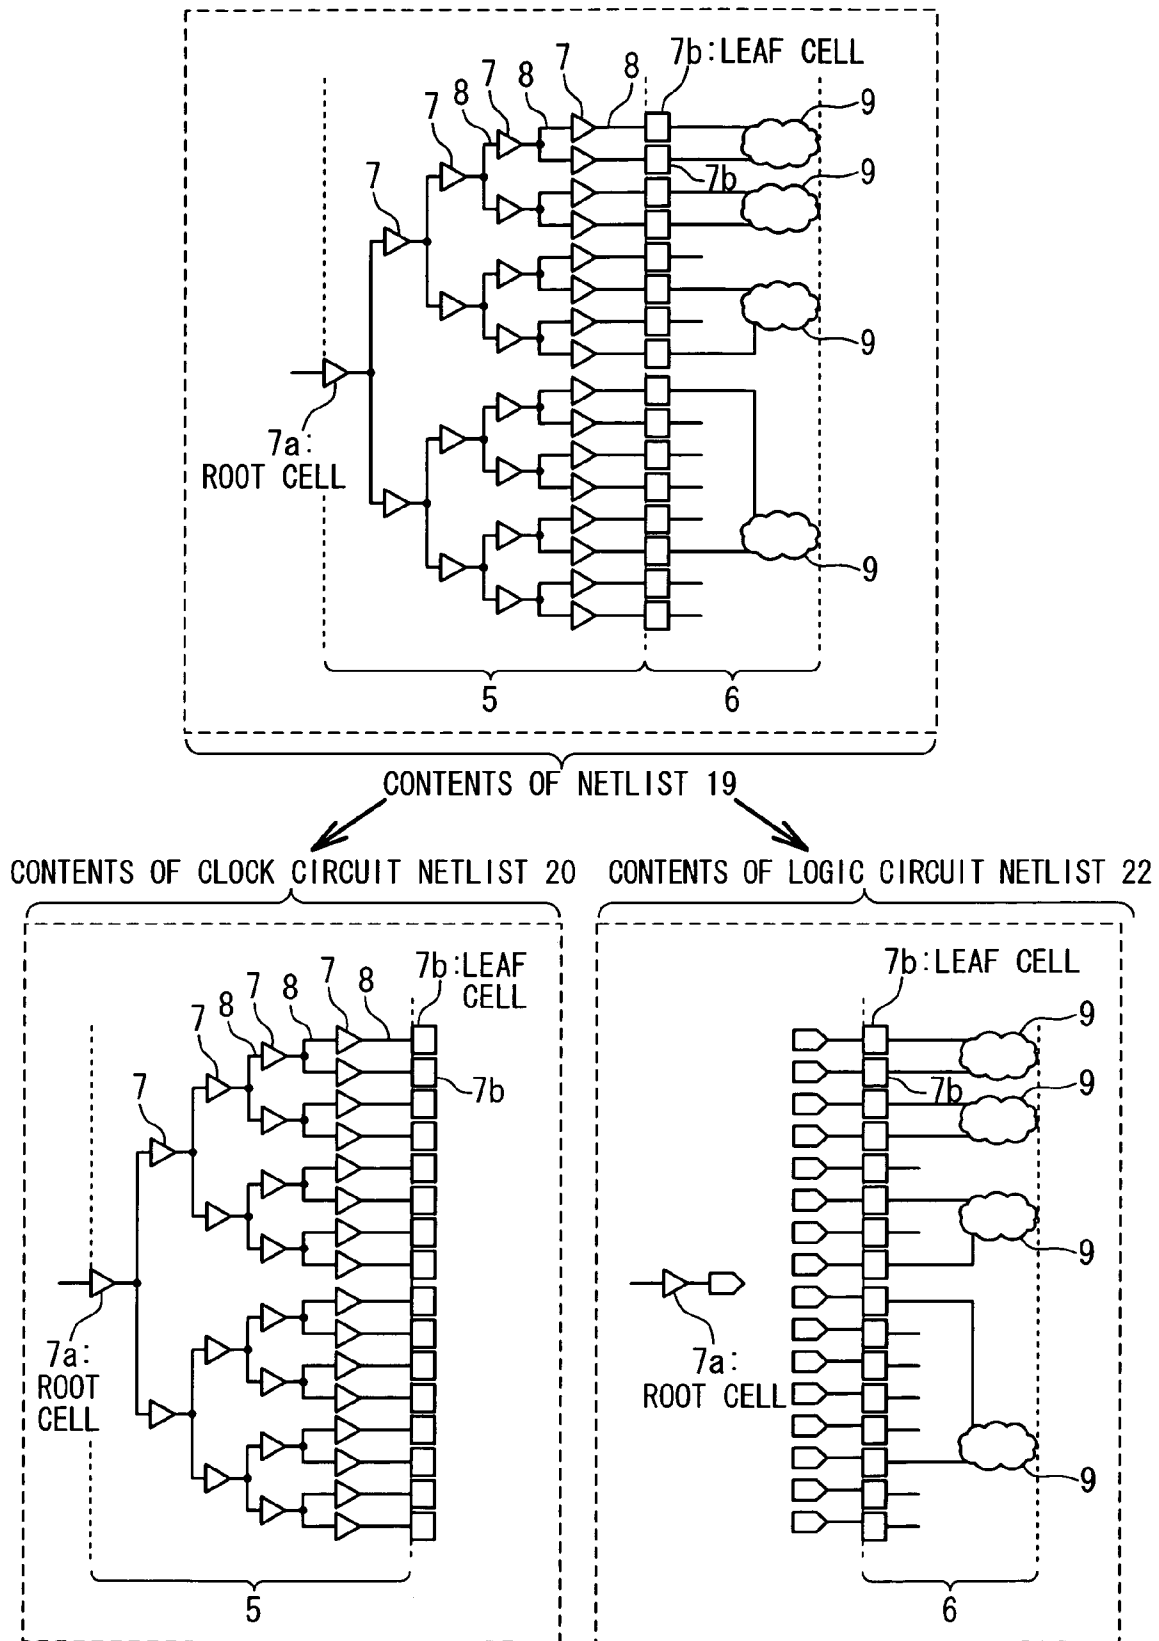 7b:LEAF CELL
7
8
7
8
7
8
7
7
9
9
7b
9
7a:
ROOT CELL
9
5
6
CONTENTS OF NETLIST 19
CONTENTS OF CLOCK CIRCUIT NETLIST 20
7b:LEAF
CELL
7
8
7
8
7
8
7
7b
7a:
ROOT
CELL
5
CONTENTS OF LOGIC CIRCUIT NETLIST 22
7b:LEAF CELL
9
9
7b
9
7a:
ROOT CELL
9
6